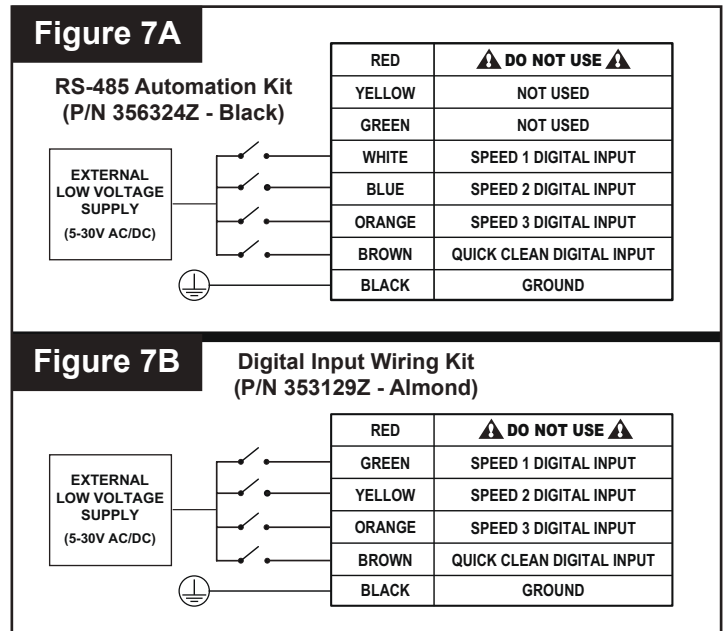 Figure 7A
RS-485 Automation Kit
(P/N 356324Z - Black)
EXTERNAL
LOW VOLTAGE
SUPPLY
(5-30V AC/DC)
RED DO NOT USE
YELLOW NOT USED
GREEN NOT USED
WHITE SPEED 1 DIGITAL INPUT
BLUE SPEED 2 DIGITAL INPUT
ORANGE SPEED 3 DIGITAL INPUT
BROWN QUICK CLEAN DIGITAL INPUT
BLACK GROUND
Figure 7B
Digital Input Wiring Kit
(P/N 353129Z - Almond)
EXTERNAL
LOW VOLTAGE
SUPPLY
(5-30V AC/DC)
RED DO NOT USE
GREEN SPEED 1 DIGITAL INPUT
YELLOW SPEED 2 DIGITAL INPUT
ORANGE SPEED 3 DIGITAL INPUT
BROWN QUICK CLEAN DIGITAL INPUT
BLACK GROUND